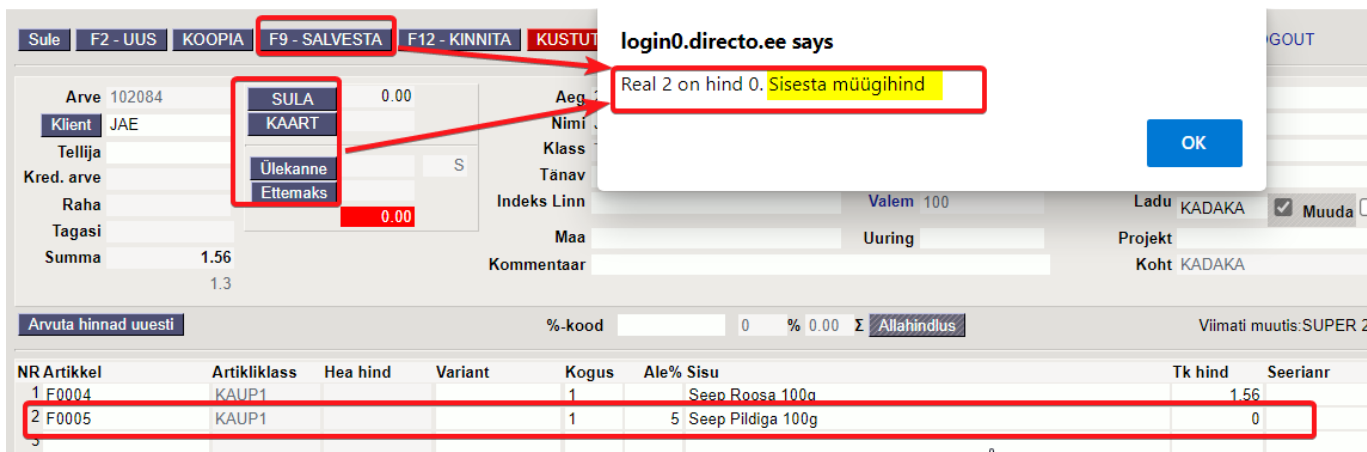 Sule F2 - UUS KOOPIA F9 - SALVESTA F12 - KINNITA KUSTUT
login0.directo.ee says
OGOUT
Real 2 on hind 0. Sisesta müügihind
OK
Arve 102084 SULA 0.00 Aeg
Klient JAE KAART Nimi
Tellija Klass
Kred. arve Ülekanne S Tänav
Raha Ettemaks Indeks Linn Valem 100 Ladu KADAKA Muuda
Tagasi 0.00 Maa Uuring Projekt
Summa 1.56 Kommentaar Koht KADAKA
1.3
Arvuta hinnad uuesti %-kood 0 % 0.00 Σ Allahindlus Viimati muutis:SUPER 2
NR Artikkel Artikliklass Hea hind Variant Kogus Ale% Sisu Tk hind Seerianr
1 F0004 KAUP1 1 Seep Roosa 100g 1.56
2 F0005 KAUP1 1 5 Seep Pildiga 100g 0
3